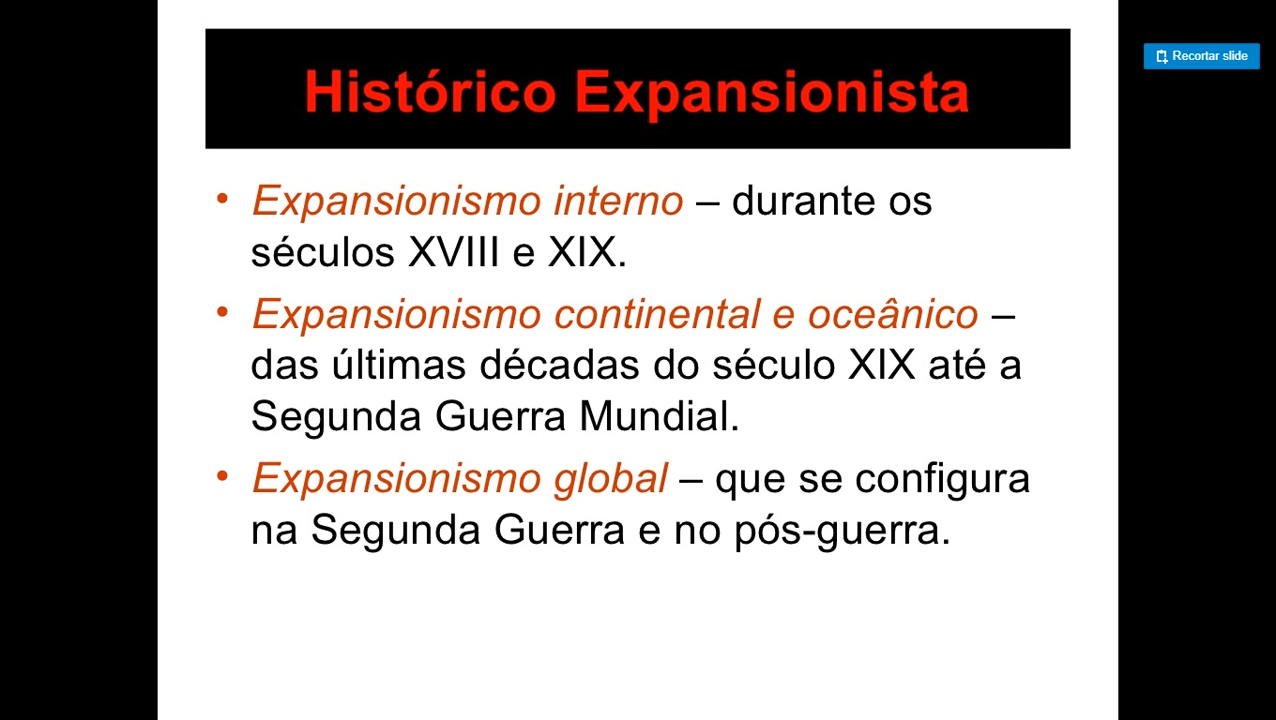 Histórico Expansionista
Recortar slide
• Expansionismo interno – durante os
séculos XVIII e XIX.
• Expansionismo continental e oceânico –
das últimas décadas do século XIX até a
Segunda Guerra Mundial.
• Expansionismo global – que se configura
na Segunda Guerra e no pós-guerra.